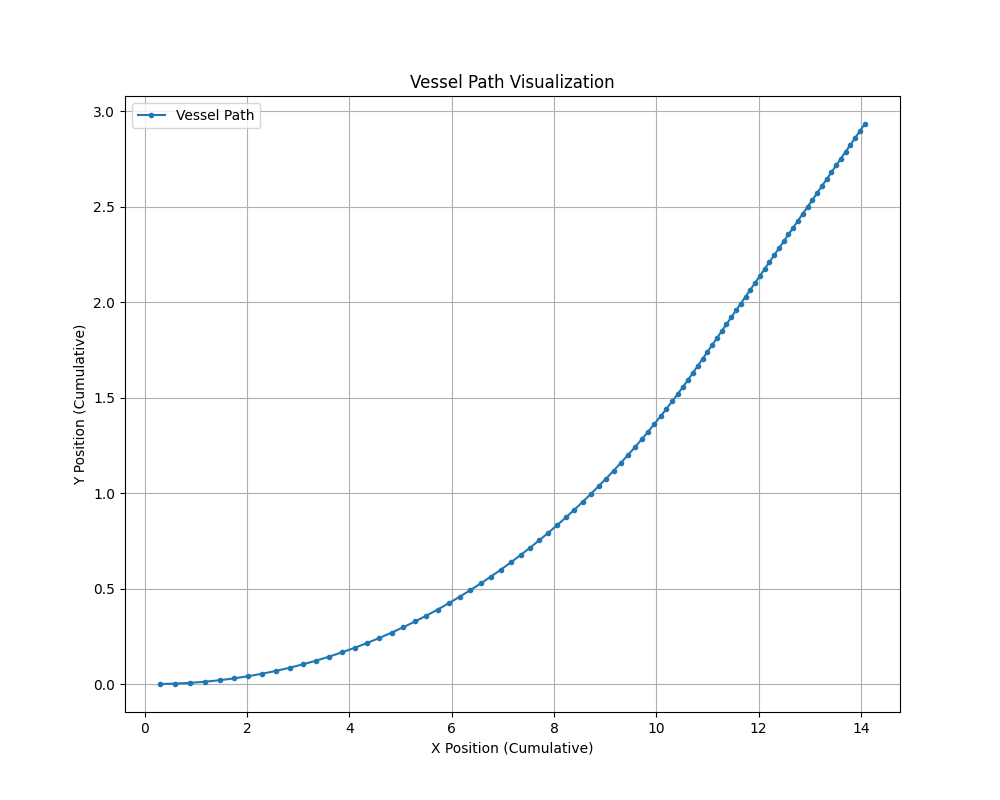 Vessel Path Visualization
Vessel Path
3.0
2.5
2.0
1.5
1.0
0.5
0.0
Y Position (Cumulative)
0 2 4 6 8 10 12 14
X Position (Cumulative)